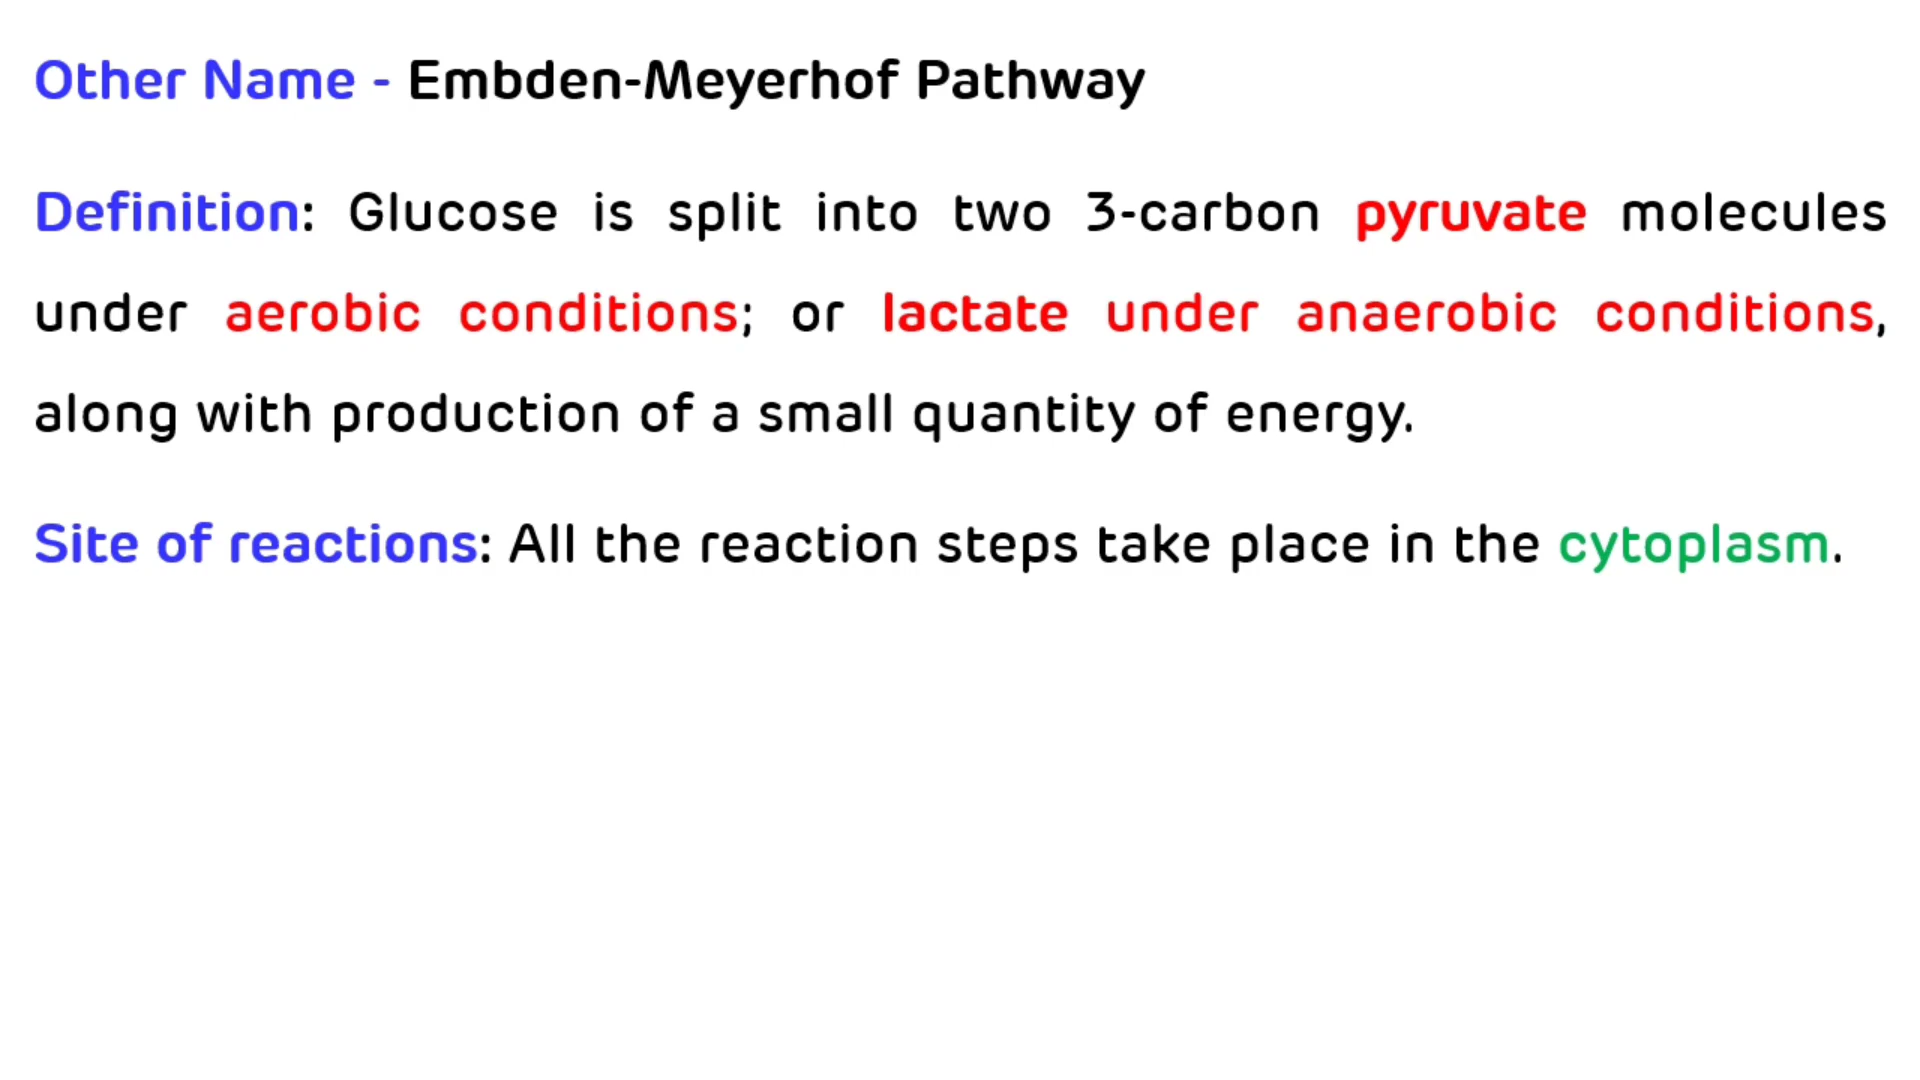 Other Name - Embden-Meyerhof Pathway
Definition: Glucose is split into two 3-carbon pyruvate molecules
under aerobic conditions; or lactate under anaerobic conditions,
along with production of a small quantity of energy.
Site of reactions: All the reaction steps take place in the cytoplasm.